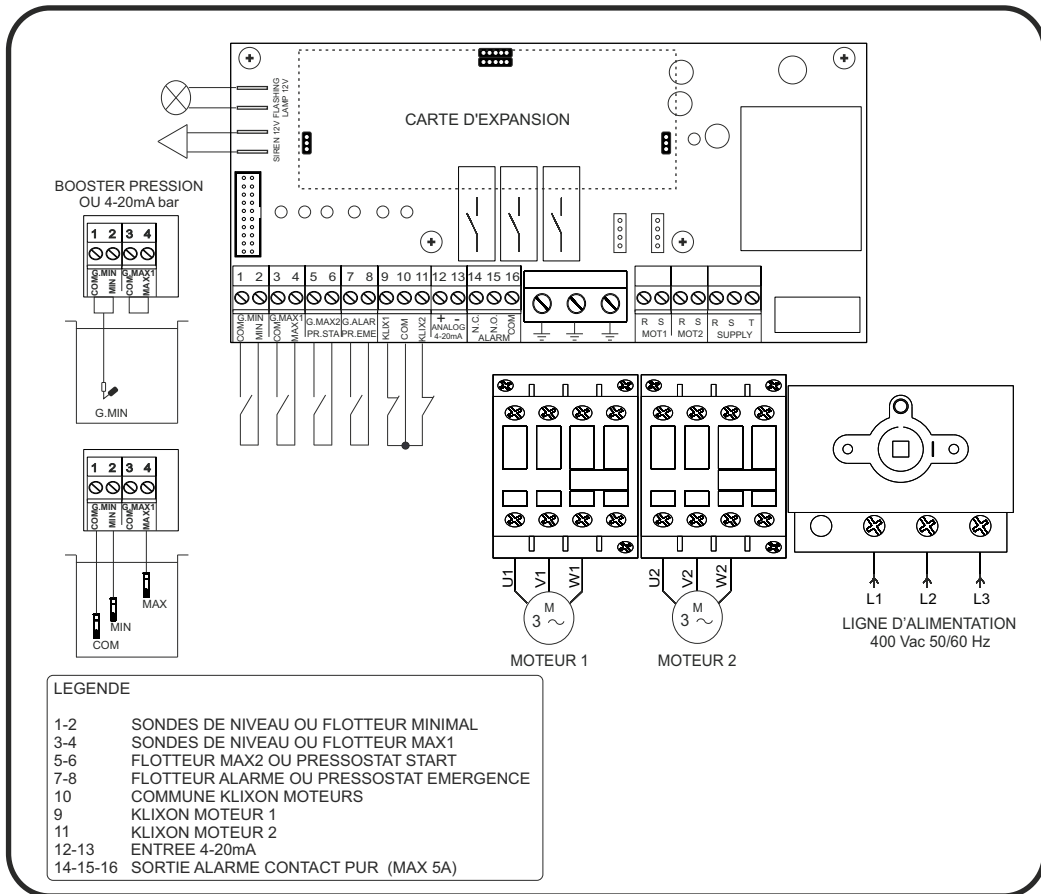 FLASHING
LAMP 12V
SIREN 12V
CARTE D'EXPANSION
BOOSTER PRESSION
OU 4-20mA bar
1 2 3 4
G.MIN G.MAX1
COM MIN COM MAX1
G.MIN
1 2 3 4 5 6 7 8 9 10 11 12 13 14 15 16
G.MIN G.MAX1 G.MAX2 G.ALAR + -
COM MIN COM MAX1 PR.STA PR.EME KLIX1 COM KLIX2 ANALOG N.C. N.O. COM
4-20mA ALARM
R S R S R S T
MOT1 MOT2 SUPPLY
1 2 3 4
G.MIN G.MAX1
COM MIN COM MAX1
MAX
MIN
COM
U1 V1 W1
M
3 ~
MOTEUR 1
U2 V2 W2
M
3 ~
MOTEUR 2
I
L1 L2 L3
LIGNE D'ALIMENTATION
400 Vac 50/60 Hz
LEGENDE
1-2 SONDES DE NIVEAU OU FLOTTEUR MINIMAL
3-4 SONDES DE NIVEAU OU FLOTTEUR MAX1
5-6 FLOTTEUR MAX2 OU PRESSOSTAT START
7-8 FLOTTEUR ALARME OU PRESSOSTAT EMERGENCE
10 COMMUNE KLIXON MOTEURS
9 KLIXON MOTEUR 1
11 KLIXON MOTEUR 2
12-13 ENTREE 4-20mA
14-15-16 SORTIE ALARME CONTACT PUR (MAX 5A)